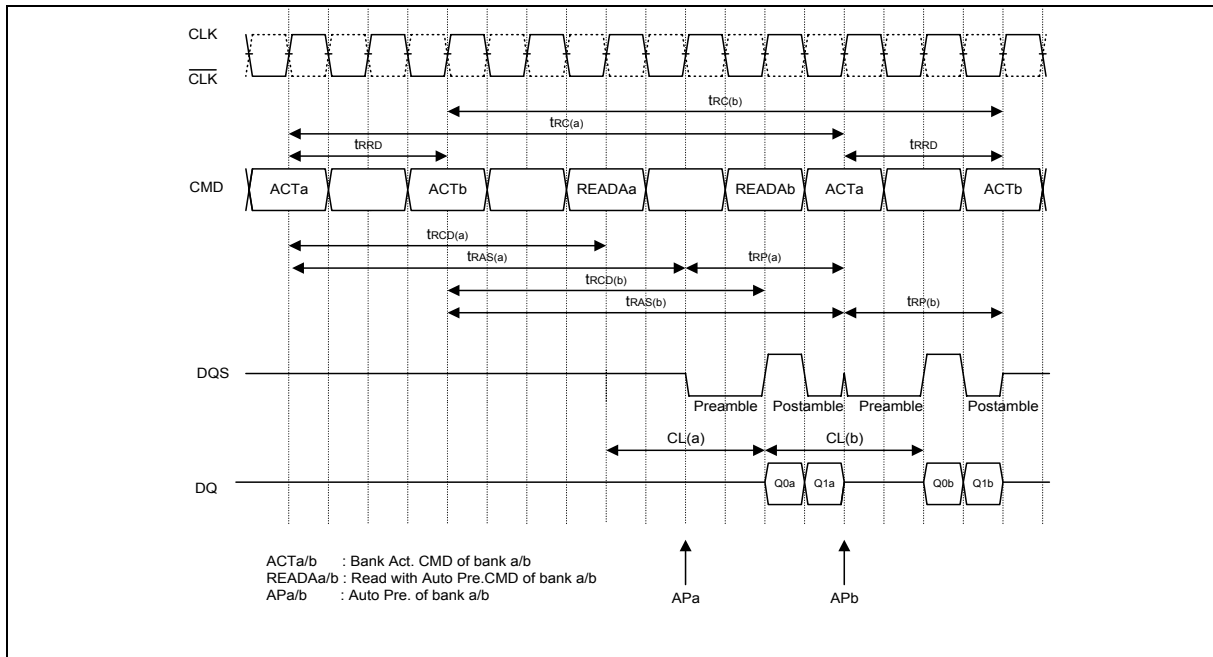 CLK
CLK
tRC(b)
tRC(a)
tRRD tRRD
CMD ACTa ACTb READAa READAb ACTa ACTb
tRCD(a)
tRAS(a) tRP(a)
tRCD(b)
tRAS(b) tRP(b)
DQS
Preamble Postamble Preamble Postamble
CL(a) CL(b)
DQ Q0a Q1a Q0b Q1b
ACTa/b : Bank Act. CMD of bank a/b
READAa/b : Read with Auto Pre.CMD of bank a/b
APa/b : Auto Pre. of bank a/b
APa APb